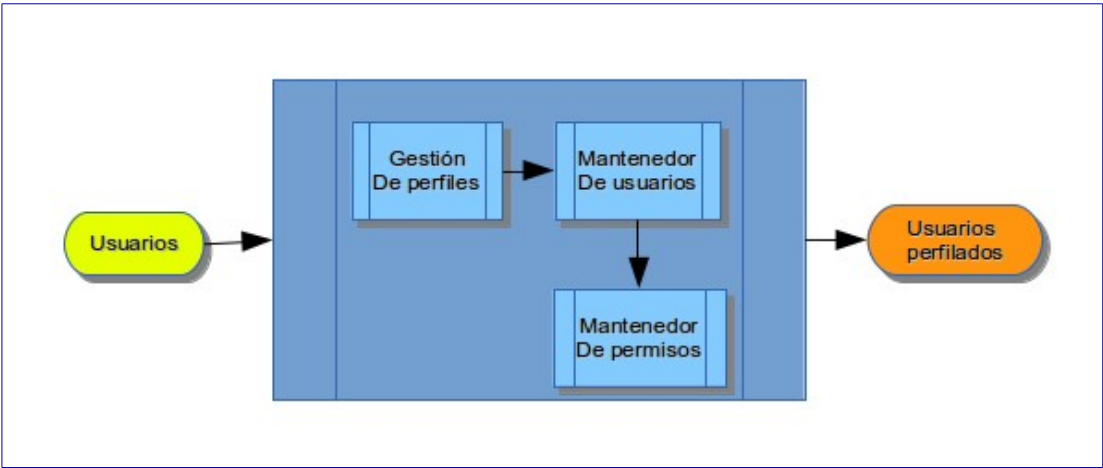 Gestión
De perfiles
Mantenedor
De usuarios
Usuarios
Usuarios
perfilados
Mantenedor
De permisos